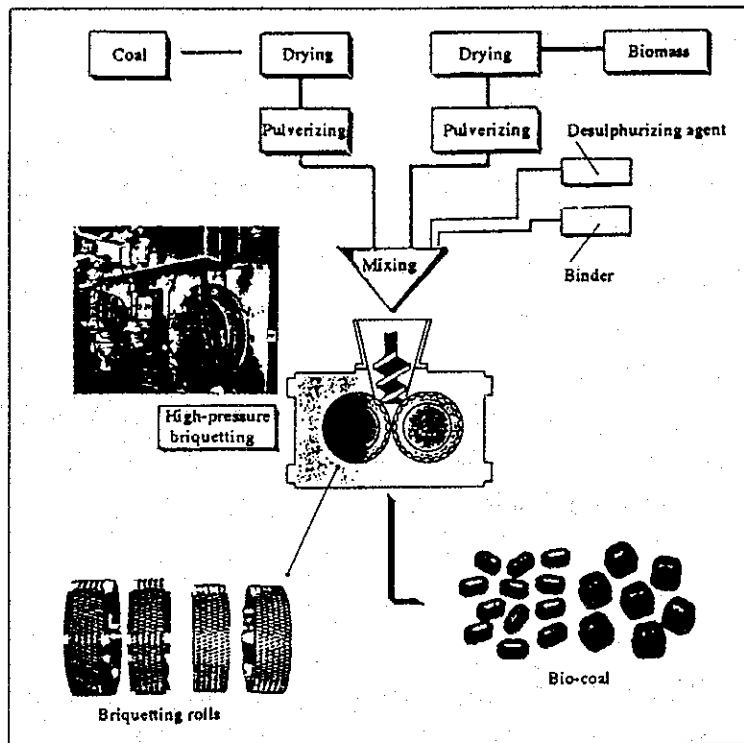 Coal
Drying
Drying
Biomass
Pulverizing
Pulverizing
Desulphurizing agent
Mixing
Binder
High-pressure
briquetting
Bio-coal
Briquetting rolls